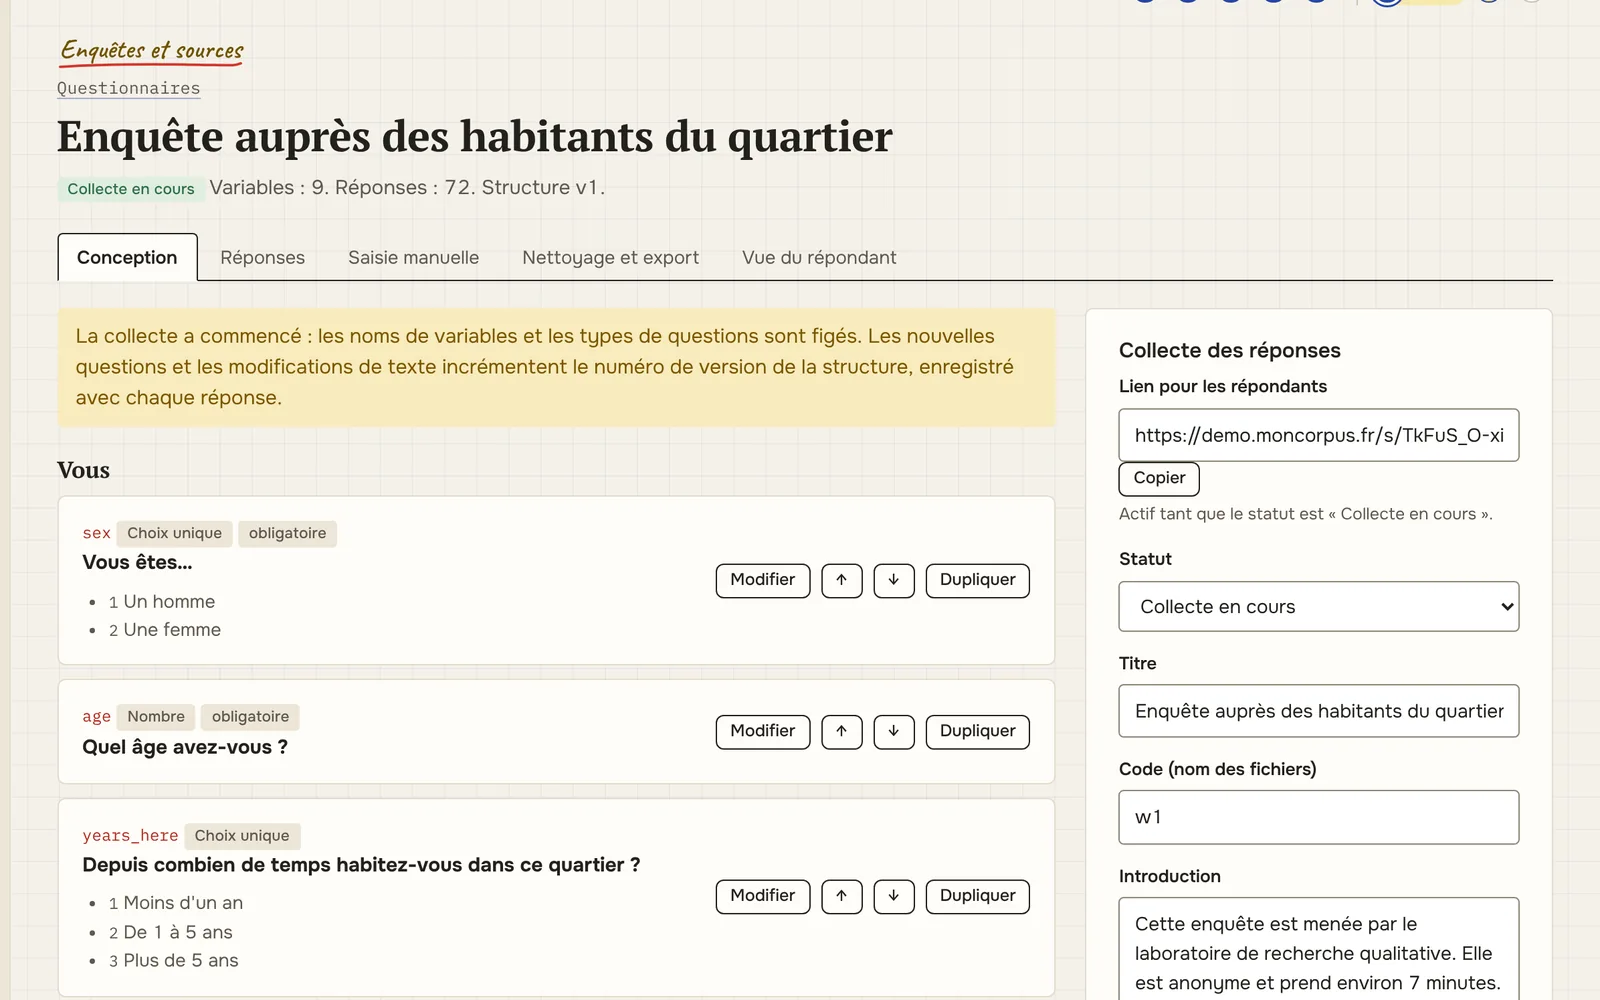 Enquêtes et sources
Questionnaires
Enquête auprès des habitants du quartier
Collecte en cours Variables : 9. Réponses : 72. Structure v1.
Conception Réponses Saisie manuelle Nettoyage et export Vue du répondant
La collecte a commencé : les noms de variables et les types de questions sont figés. Les nouvelles
questions et les modifications de texte incrémentent le numéro de version de la structure, enregistré
avec chaque réponse.
Vous
sex Choix unique obligatoire
Vous êtes...
1 Un homme
2 Une femme
Modifier ↑ ↓ Dupliquer
age Nombre obligatoire
Quel âge avez-vous ?
Modifier ↑ ↓ Dupliquer
years_here Choix unique
Depuis combien de temps habitez-vous dans ce quartier ?
1 Moins d'un an
2 De 1 à 5 ans
3 Plus de 5 ans
Modifier ↑ ↓ Dupliquer
Collecte des réponses
Lien pour les répondants
https://demo.moncorpus.fr/s/TkFuS_O-xi
Copier
Actif tant que le statut est « Collecte en cours ».
Statut
Collecte en cours
Titre
Enquête auprès des habitants du quartier
Code (nom des fichiers)
w1
Introduction
Cette enquête est menée par le
laboratoire de recherche qualitative. Elle
est anonyme et prend environ 7 minutes.